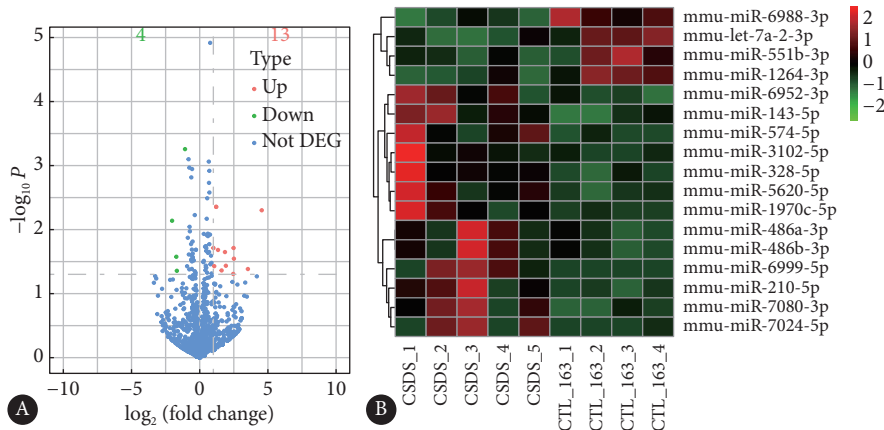 4
13
Type
Up
Down
Not DEG
5
4
3
2
1
0
−log10 P
−10
−5
0
5
10
log2 (fold change)
A
mmu-miR-6988-3p
mmu-let-7a-2-3p
mmu-miR-551b-3p
mmu-miR-1264-3p
mmu-miR-6952-3p
mmu-miR-143-5p
mmu-miR-574-5p
mmu-miR-3102-5p
mmu-miR-328-5p
mmu-miR-5620-5p
mmu-miR-1970c-5p
mmu-miR-486a-3p
mmu-miR-486b-3p
mmu-miR-6999-5p
mmu-miR-210-5p
mmu-miR-7080-3p
mmu-miR-7024-5p
2
1
0
−1
−2
CSDS_1
CSDS_2
CSDS_3
CSDS_4
CSDS_5
CTL_163_1
CTL_163_2
CTL_163_3
CTL_163_4
B